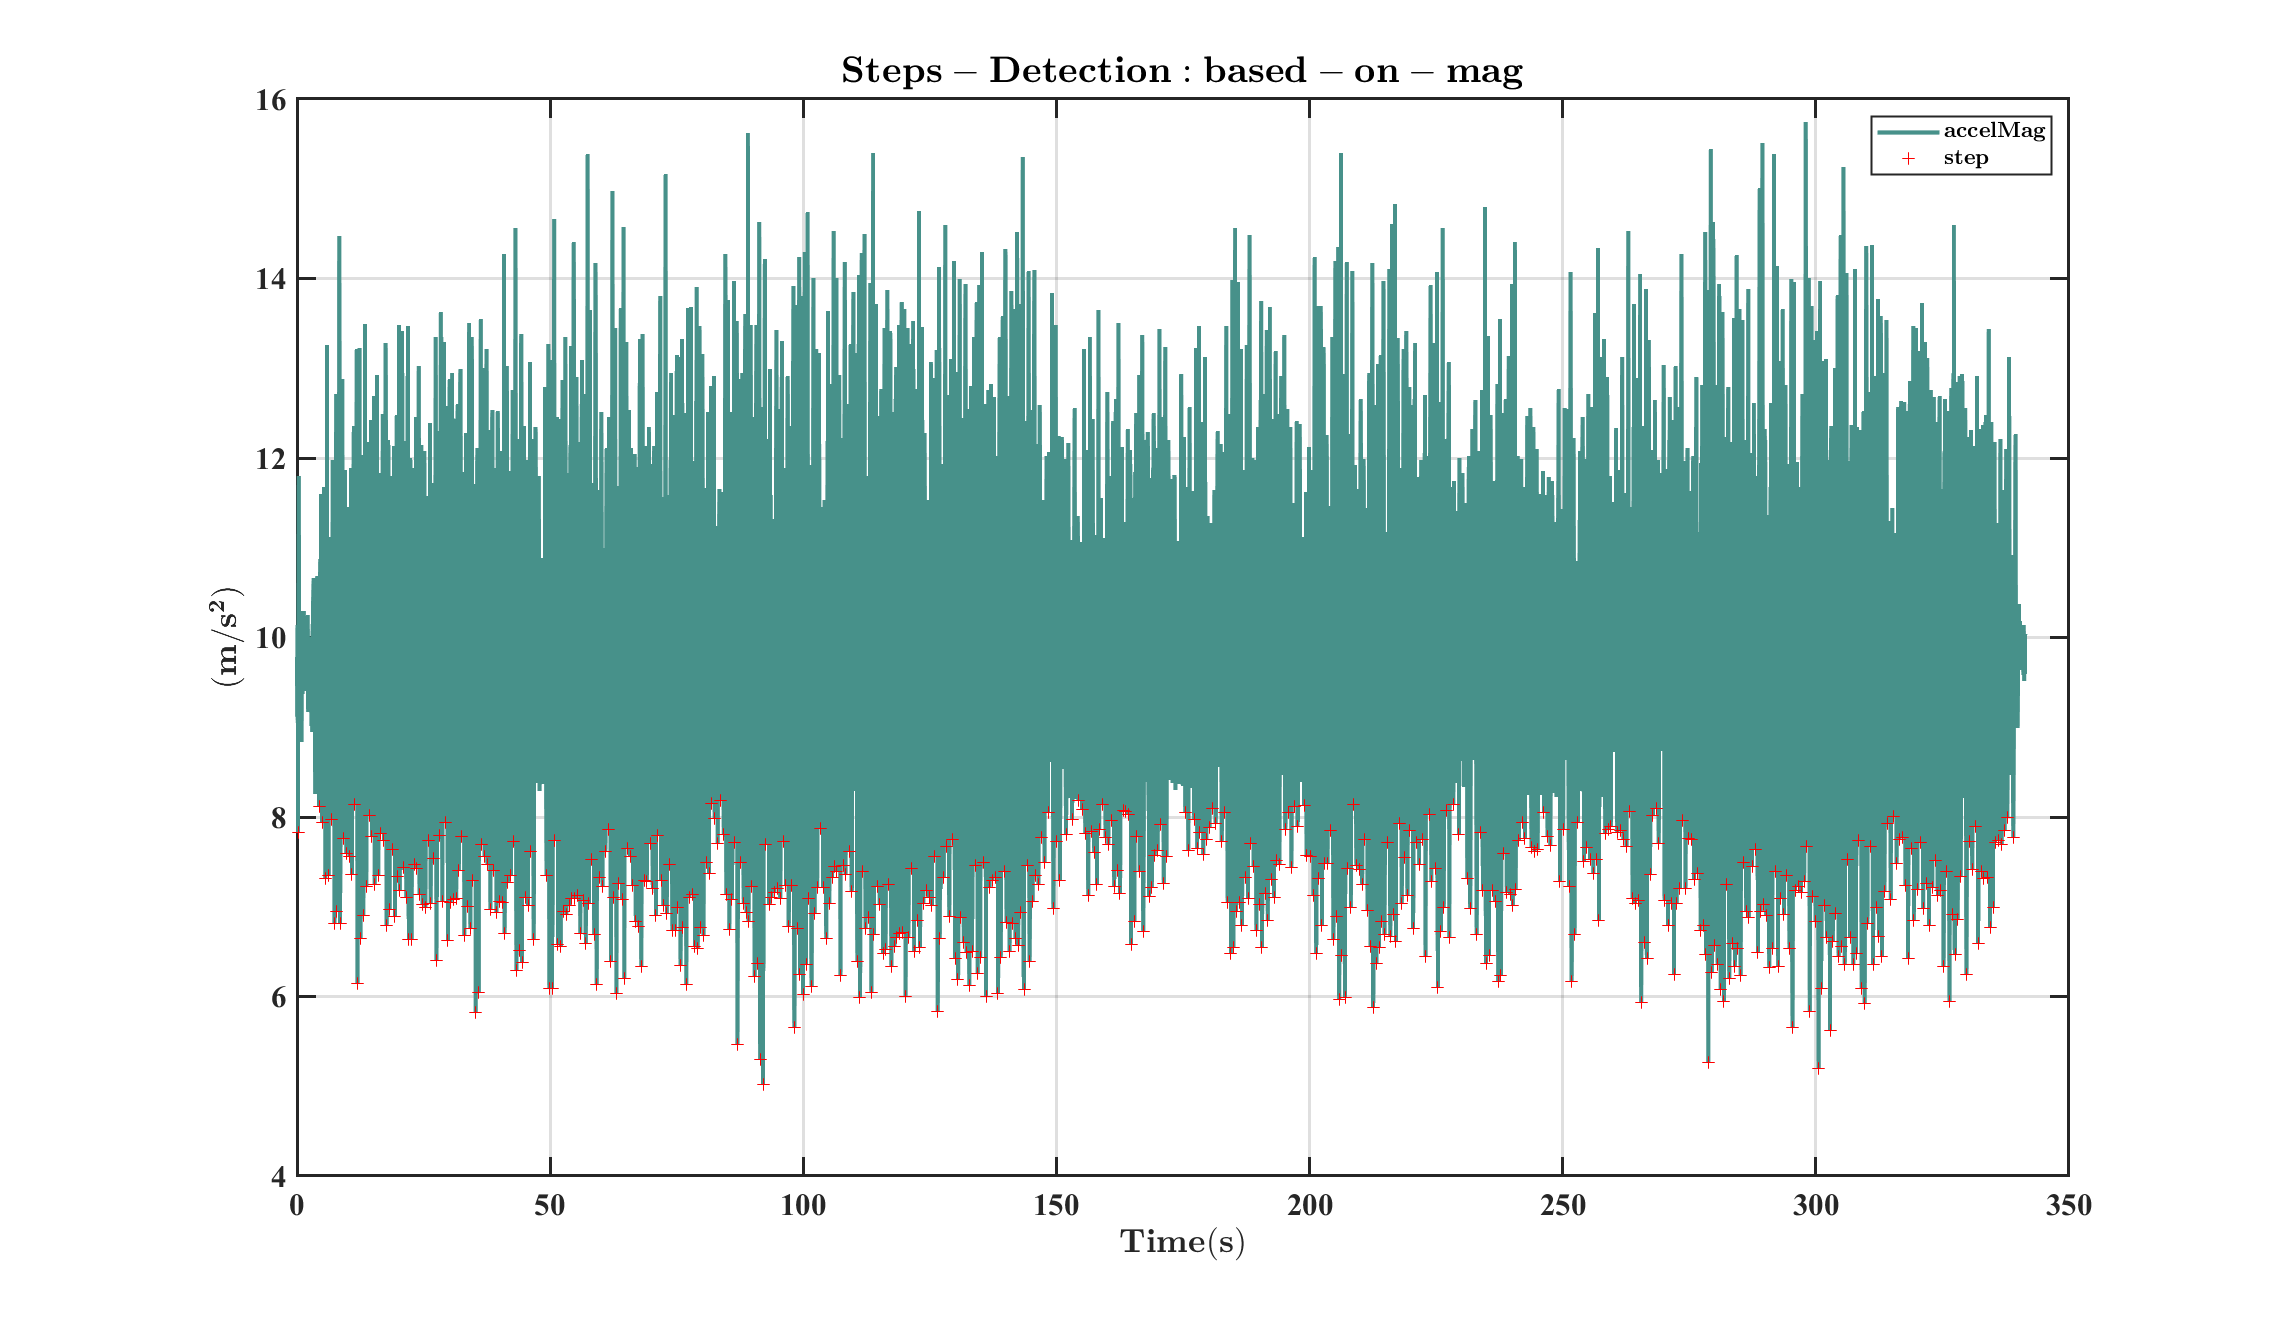 Steps – Detection : based – on – mag
16
14
12
10
8
6
4
(m/s²)
accelMag
step
0 50 100 150 200 250 300 350
Time(s)